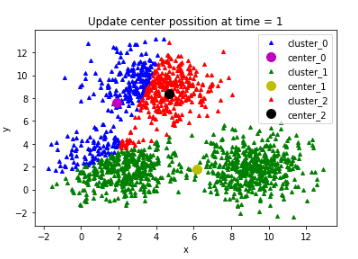 Update center possition at time = 1
cluster_0
center_0
cluster_1
center_1
cluster_2
center_2
12
10
8
6
4
2
0
−2
y
−2 0 2 4 6 8 10 12
x